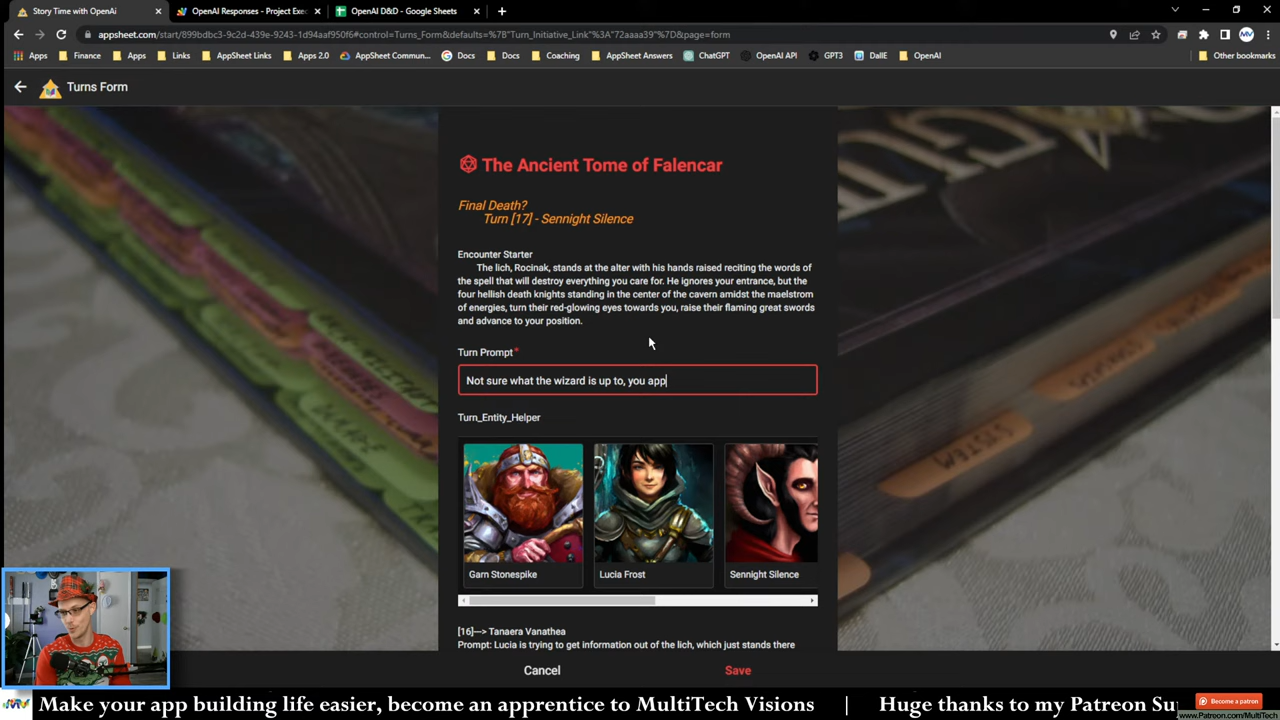 Story Time with OpenAi
OpenAI Responses - Project Exec
OpenAI D&D - Google Sheets
appsheet.com/start/899bdbc3-9c2d-439e-9243-1d94aaf950f6#control=Turns_Form&defaults=%7B"Turn_Initiative_Link"%3A"72aaaa39"%7D&page=form
Apps
Finance
Apps
Links
AppSheet Links
Apps 2.0
AppSheet Commun...
Docs
Docs
Coaching
AppSheet Answers
ChatGPT
OpenAI API
GPT3
DallE
OpenAI
Other bookmarks
Turns Form
The Ancient Tome of Falencar
Final Death?
Turn [17] - Sennight Silence
Encounter Starter
The lich, Rocinak, stands at the alter with his hands raised reciting the words of
the spell that will destroy everything you care for. He ignores your entrance, but the
four hellish death knights standing in the center of the cavern amidst the maelstrom
of energies, turn their red-glowing eyes towards you, raise their flaming great swords
and advance to your position.
Turn Prompt*
Not sure what the wizard is up to, you app
Turn_Entity_Helper
Garn Stonespike
Lucia Frost
Sennight Silence
[16]---> Tanaera Vanathea
Prompt: Lucia is trying to get information out of the lich, which just stands there
Cancel
Save
Make your app building life easier, become an apprentice to MultiTech Visions | Huge thanks to my Patreon Su
Become a patron
www.Patreon.com/MultiTech